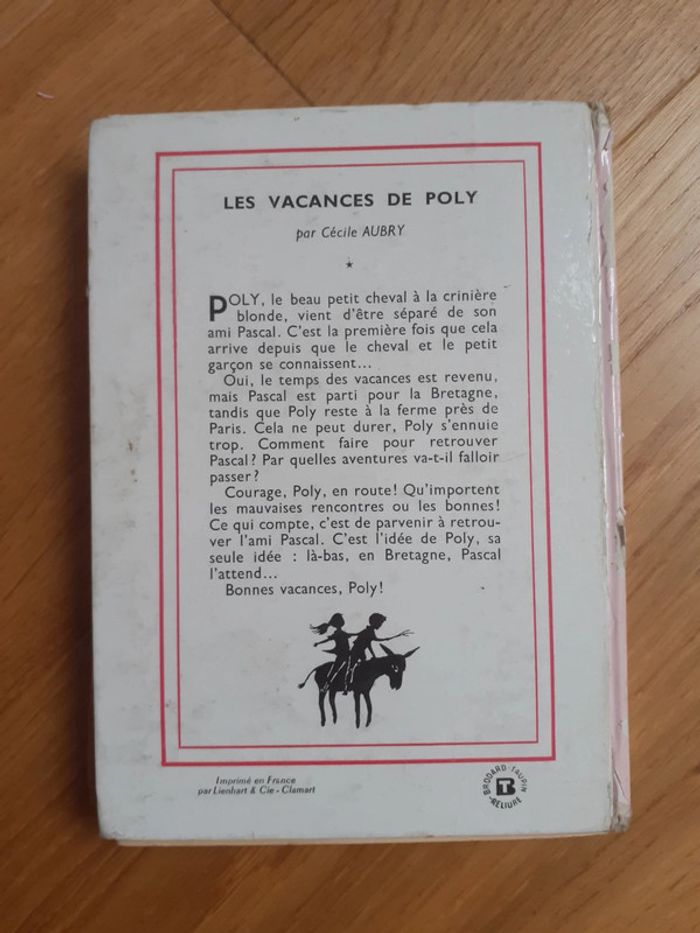 LES VACANCES DE POLY
par Cécile AUBRY
POLY, le beau petit cheval à la crinière
blonde, vient d'être séparé de son
ami Pascal. C'est la première fois que cela
arrive depuis que le cheval et le petit
garçon se connaissent...
Oui, le temps des vacances est revenu,
mais Pascal est parti pour la Bretagne,
tandis que Poly reste à la ferme près de
Paris. Cela ne peut durer, Poly s'ennuie
trop. Comment faire pour retrouver
Pascal? Par quelles aventures va-t-il falloir
passer?
Courage, Poly, en route! Qu'importent
les mauvaises rencontres ou les bonnes!
Ce qui compte, c'est de parvenir à retrou-
ver l'ami Pascal. C'est l'idée de Poly, sa
seule idée : là-bas, en Bretagne, Pascal
l'attend...
Bonnes vacances, Poly!
Imprimé en France
par Lienhart & Cie - Clamart
BRODARD - TAUPIN
TB
RELIURE